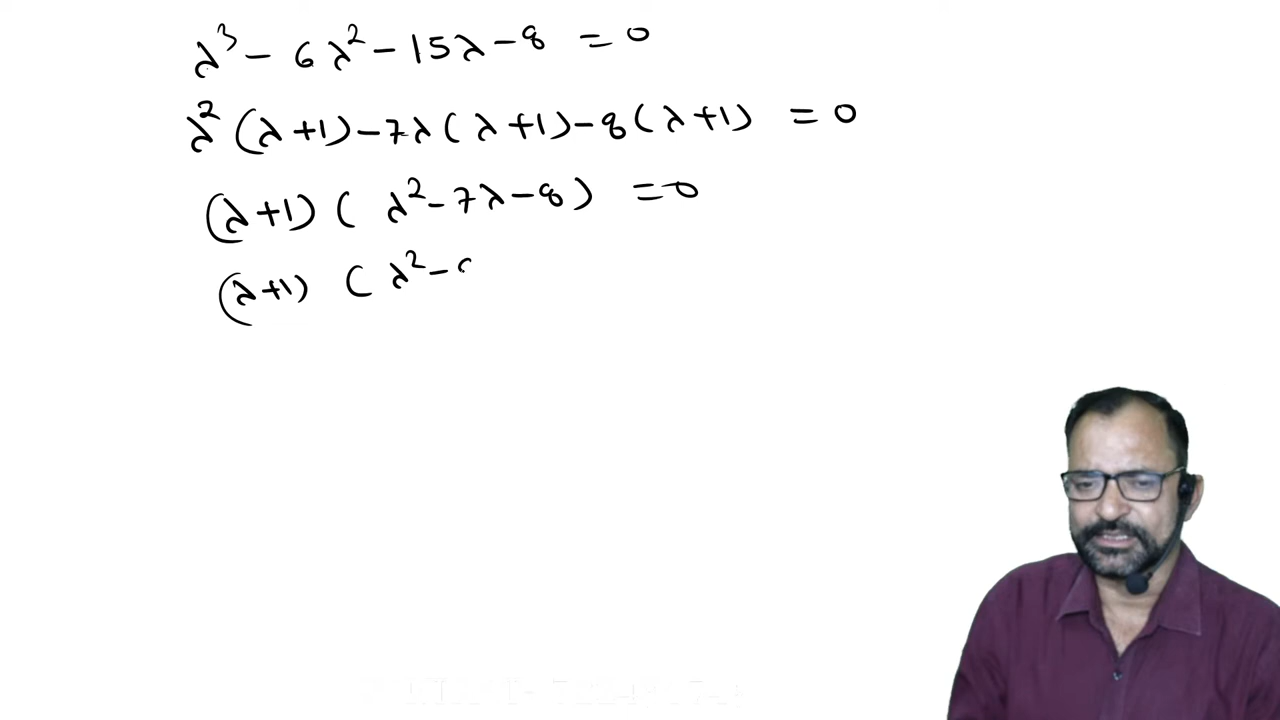 λ³ - 6λ² - 15λ - 8 = 0
λ²(λ+1) - 7λ(λ+1) - 8(λ+1) = 0
(λ+1)(λ² - 7λ - 8) = 0
(λ+1)(λ² -